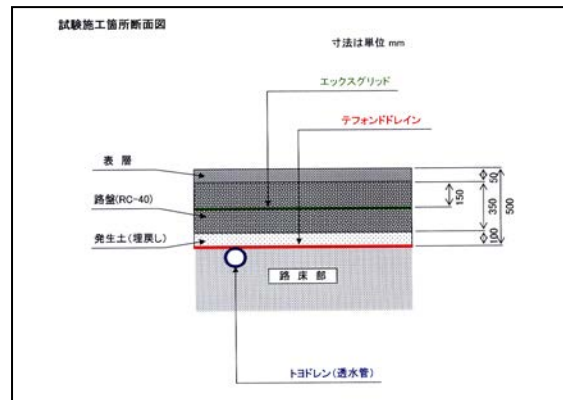 試験施工箇所断面図
寸法は単位 mm
エックスグリッド
テフォンドドレイン
表 層
路盤(RC-40)
発生土(埋戻し)
50
150
350
500
100
路 床 部
トヨドレン(透水管)